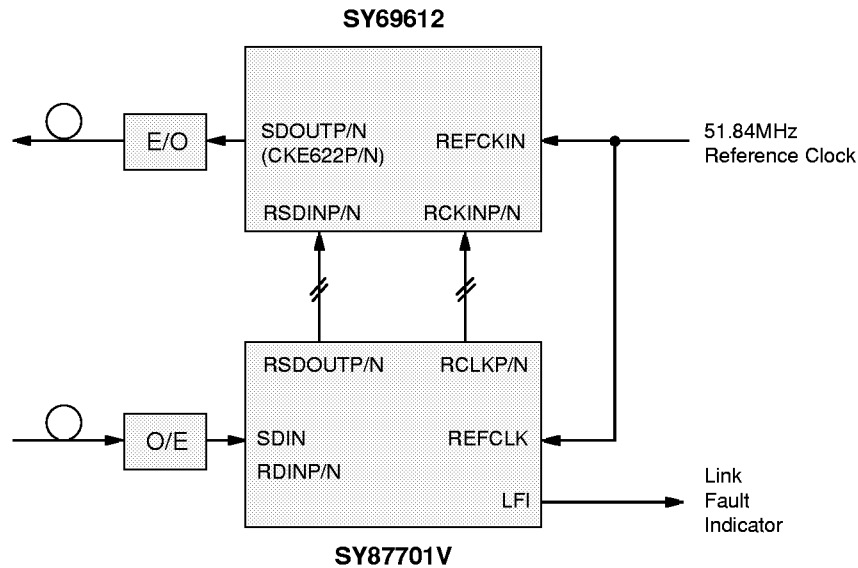 SY69612
E/O
SDOUTP/N
(CKE622P/N)
REFCKIN
51.84MHz
Reference Clock
RSDINP/N
RCKINP/N
RSDOUTP/N
RCLKP/N
O/E
SDIN
REFCLK
RDINP/N
LFI
Link
Fault
Indicator
SY87701V